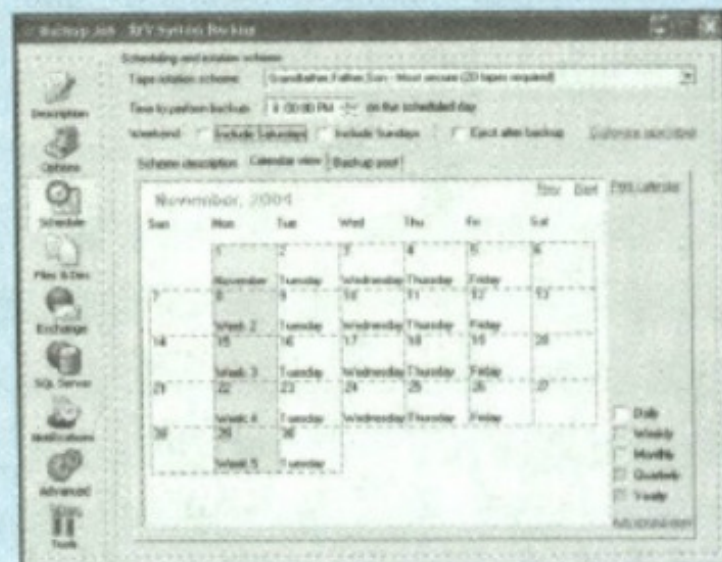 Backup Job
System Backup
Scheduling and rotation scheme
Tape rotation scheme: Grandfather, Father, Son - Most secure (20 tapes required)
Time to perform backup: 00:00 PM on the scheduled day
Weekend: Include Saturdays Include Sundays Eject after backup
Scheme description Calendar view Backup pool
November, 2004
Next Print calendar
Sun Mon Tue Wed Thu Fri Sat
1 2 3 4 5 6
November Tuesday Wednesday Thursday Friday
7 8 9 10 11 12 13
Week 2 Tuesday Wednesday Thursday Friday
14 15 16 17 18 19 20
Week 3 Tuesday Wednesday Thursday Friday
21 22 23 24 25 26 27
Week 4 Tuesday Wednesday Thursday Friday
28 29 30
Week 5 Tuesday
Daily
Weekly
Monthly
Quarterly
Yearly
Description
Options
Schedule
Files & Dirs
Exchange
SQL Server
Notifications
Advanced
Tools